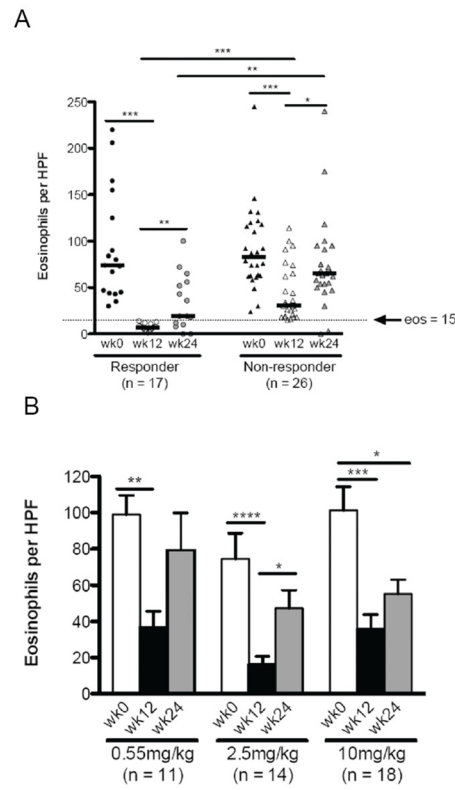 A
***
**
*** ***
*
**
Eosinophils per HPF
250
200
150
100
50
0
eos = 15
wk0 wk12 wk24 wk0 wk12 wk24
Responder Non-responder
(n = 17) (n = 26)
B
Eosinophils per HPF
120
100
80
60
40
20
0
** **** * *** *
wk0 wk12 wk24 wk0 wk12 wk24 wk0 wk12 wk24
0.55mg/kg 2.5mg/kg 10mg/kg
(n = 11) (n = 14) (n = 18)